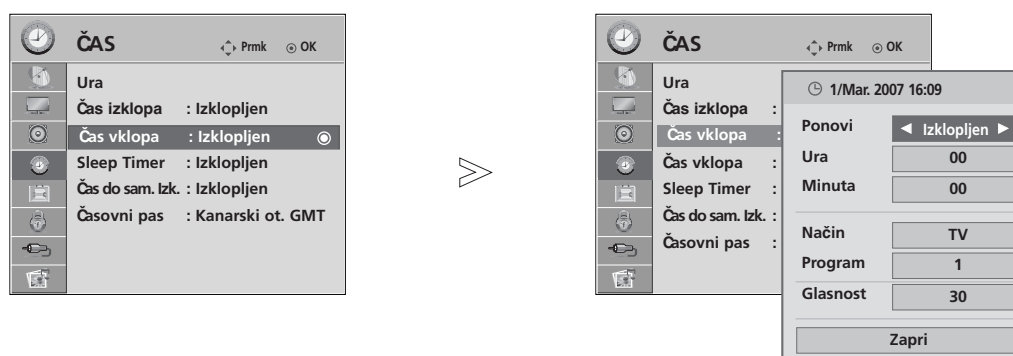 ČAS
Prmk OK
Ura
Čas izklopa : Izklopljen
Čas vklopa : Izklopljen
Sleep Timer : Izklopljen
Čas do sam. Izk. : Izklopljen
Časovni pas : Kanarski ot. GMT
ČAS
Prmk OK
Ura
Čas izklopa :
Čas vklopa :
Čas vklopa :
Sleep Timer :
Čas do sam. Izk. :
Časovni pas :
1/Mar. 2007 16:09
Ponovi ◄ Izklopljen ►
Ura 00
Minuta 00
Način TV
Program 1
Glasnost 30
Zapri